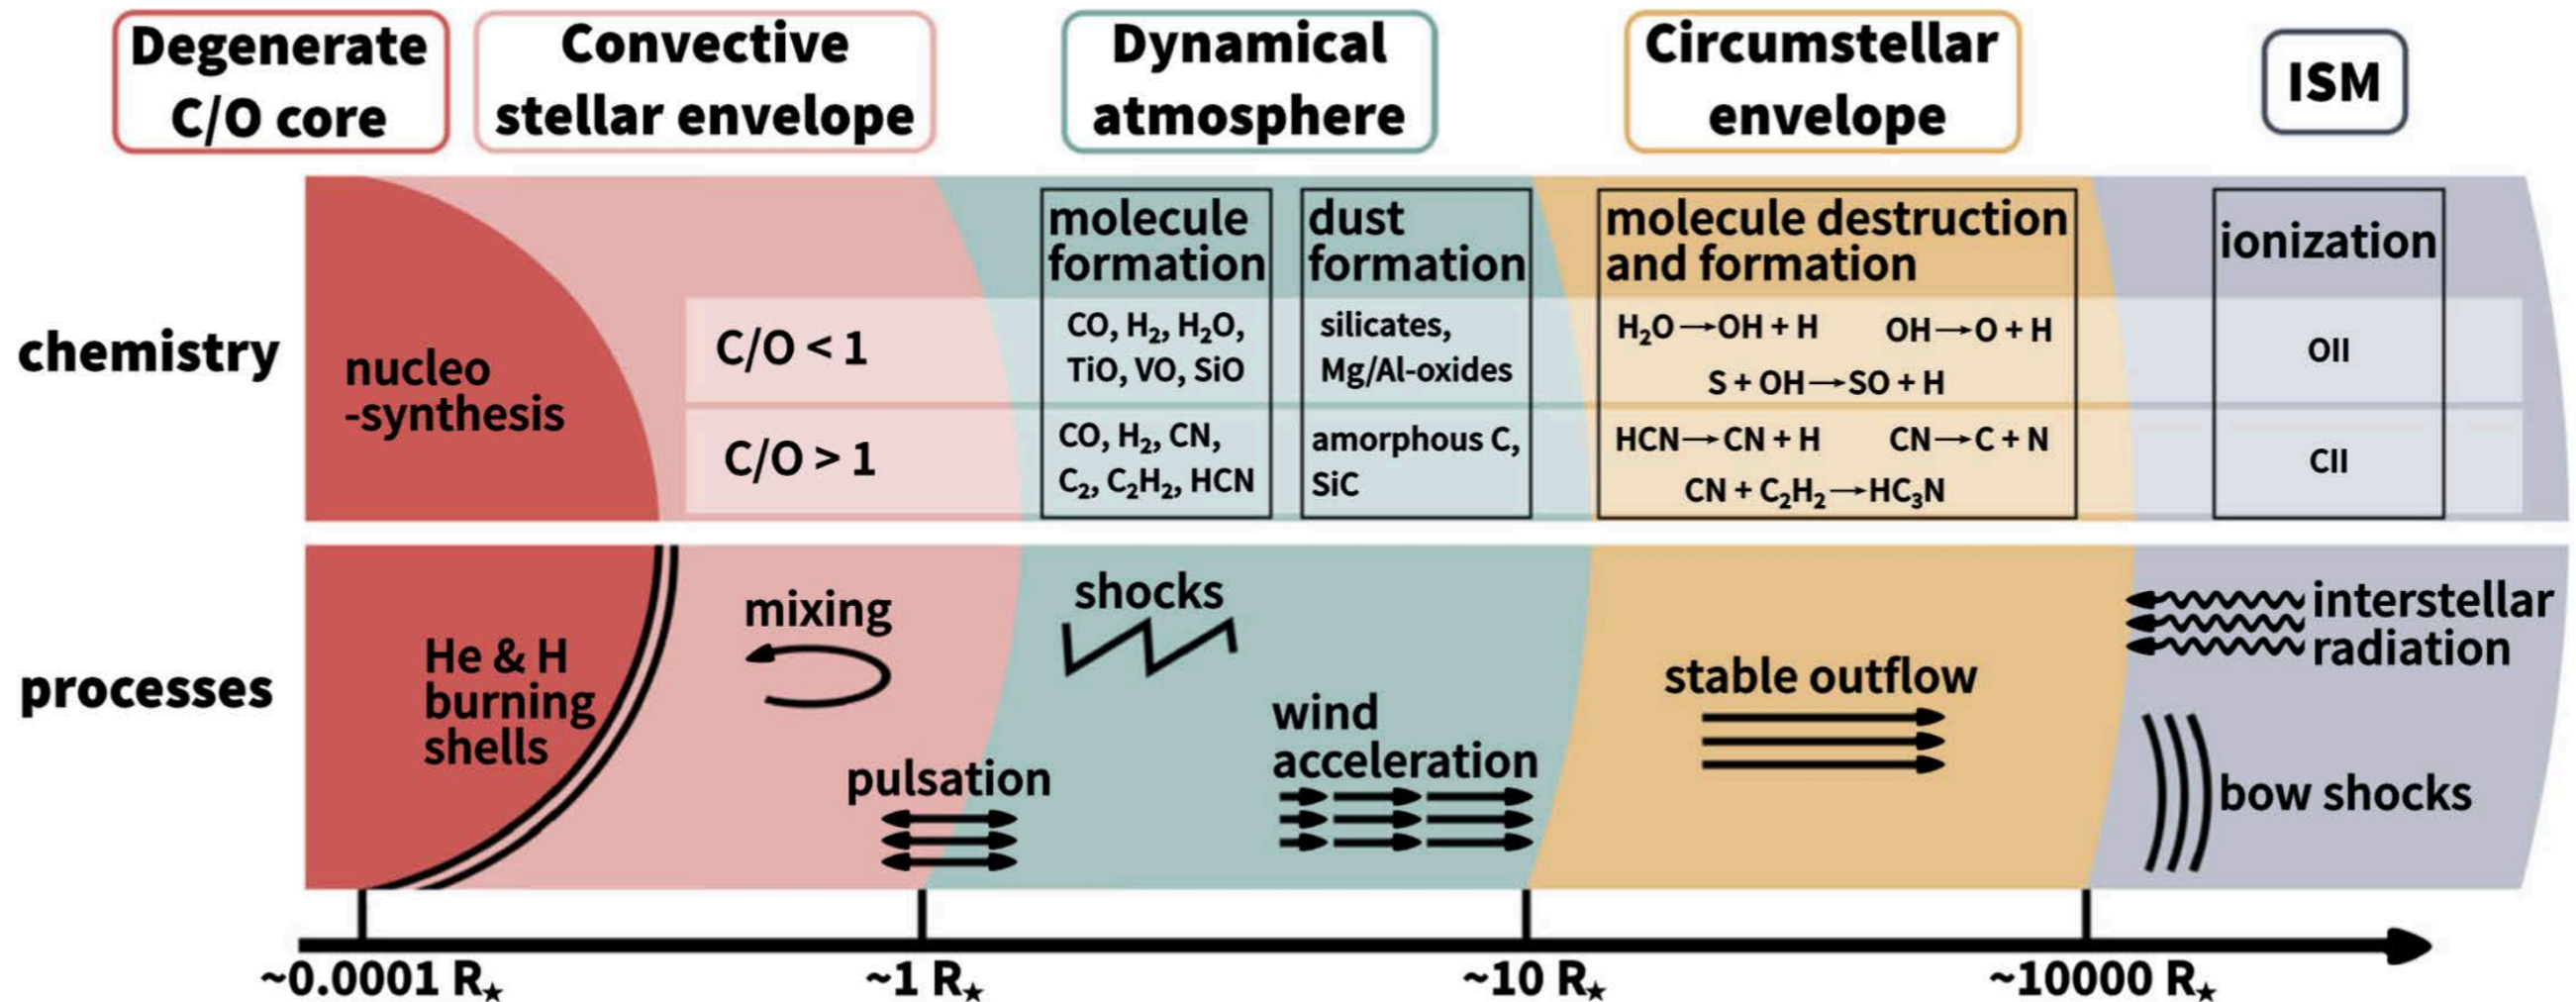 Degenerate
C/O core
Convective
stellar envelope
Dynamical
atmosphere
Circumstellar
envelope
ISM
chemistry
nucleo
-synthesis
C/O < 1
C/O > 1
molecule
formation
CO, H₂, H₂O,
TiO, VO, SiO
CO, H₂, CN,
C₂, C₂H₂, HCN
dust
formation
silicates,
Mg/Al-oxides
amorphous C,
SiC
molecule destruction
and formation
H₂O→OH + H OH→O + H
S + OH→SO + H
HCN→CN + H CN→C + N
CN + C₂H₂→HC₃N
ionization
OII
CII
processes
He & H
burning
shells
mixing
pulsation
shocks
wind
acceleration
stable outflow
interstellar
radiation
bow shocks
~0.0001 R★
~1 R★
~10 R★
~10000 R★